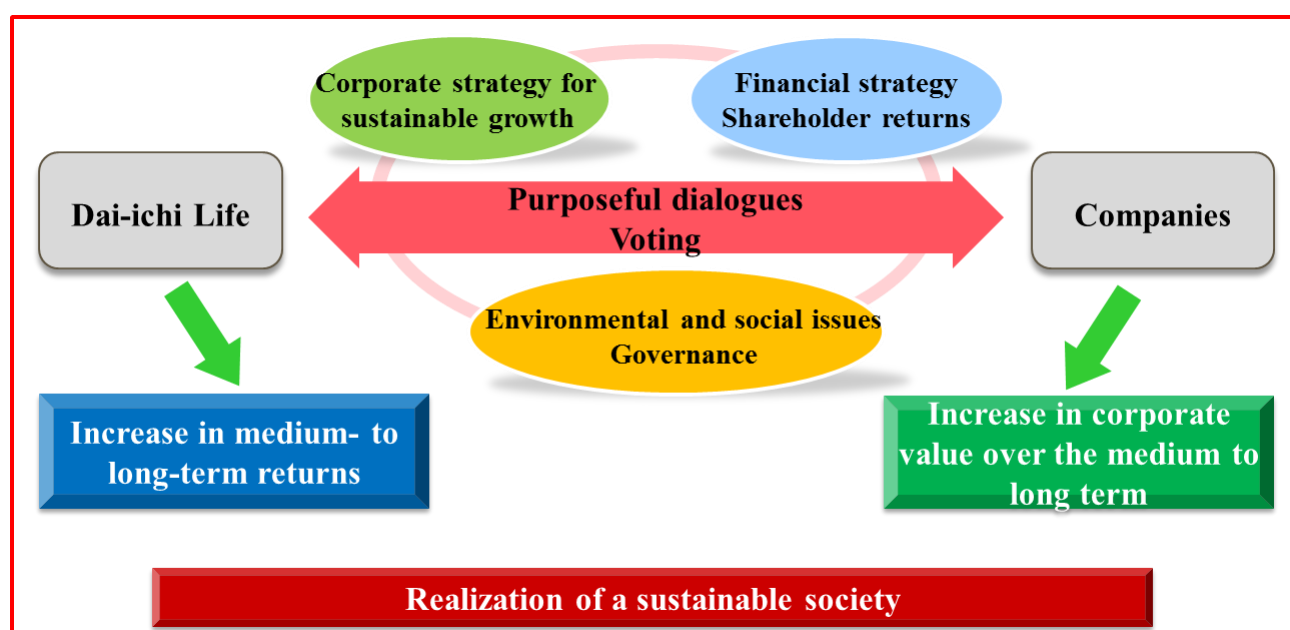 Corporate strategy for
sustainable growth
Financial strategy
Shareholder returns
Dai-ichi Life
Purposeful dialogues
Voting
Companies
Environmental and social issues
Governance
Increase in medium- to
long-term returns
Increase in corporate
value over the medium to
long term
Realization of a sustainable society